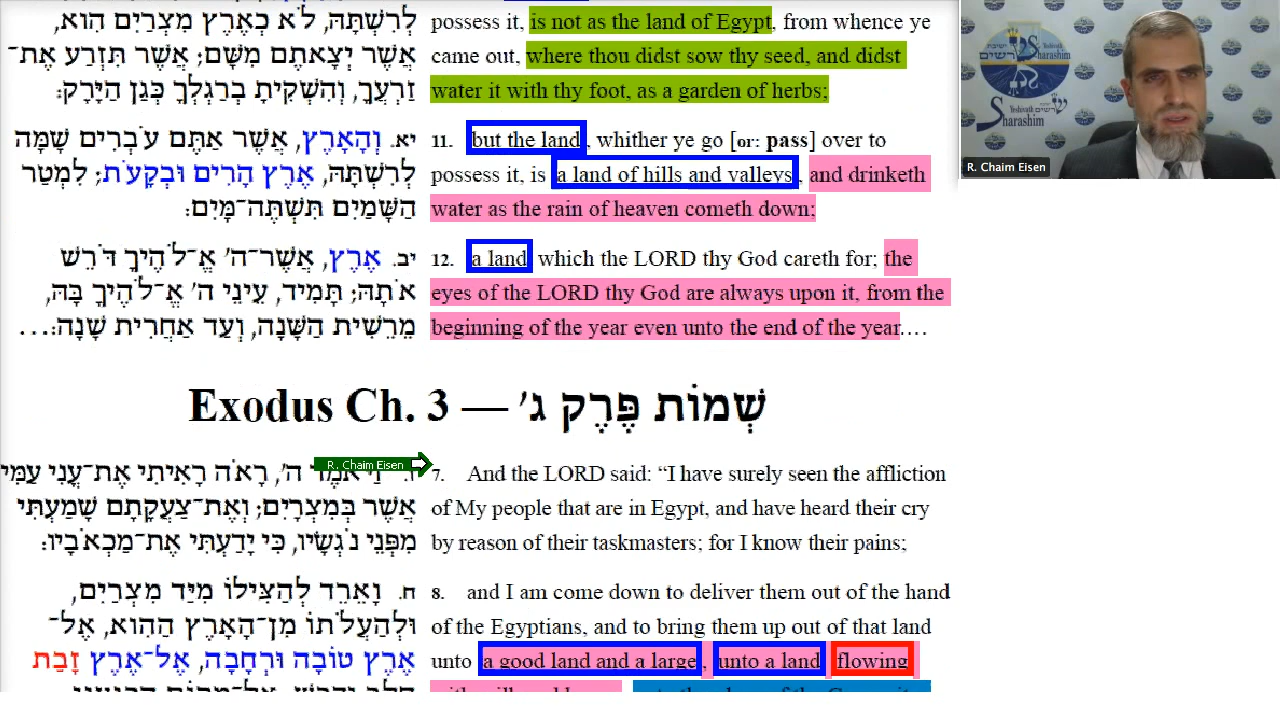 לְרִשְׁתָּהּ, לֹא כְאֶרֶץ מִצְרַיִם הִוא,
אֲשֶׁר יְצָאתֶם מִשָּׁם; אֲשֶׁר תִּזְרַע אֶת־
זַרְעֲךָ, וְהִשְׁקִיתָ בְרַגְלְךָ כְּגַן הַיָּרָק:
possess it, is not as the land of Egypt, from whence ye
came out, where thou didst sow thy seed, and didst
water it with thy foot, as a garden of herbs;
יא. וְהָאָרֶץ, אֲשֶׁר אַתֶּם עֹבְרִים שָׁמָּה
לְרִשְׁתָּהּ, אֶרֶץ הָרִים וּבְקָעֹת; לִמְטַר
הַשָּׁמַיִם תִּשְׁתֶּה־מָּיִם:
11. but the land, whither ye go [or: pass] over to
possess it, is a land of hills and valleys, and drinketh
water as the rain of heaven cometh down;
יב. אֶרֶץ, אֲשֶׁר־ה' אֱ־לֹהֶיךָ דֹּרֵשׁ
אֹתָהּ; תָּמִיד, עֵינֵי ה' אֱ־לֹהֶיךָ בָּהּ,
מֵרֵשִׁית הַשָּׁנָה, וְעַד אַחֲרִית שָׁנָה:...
12. a land which the LORD thy God careth for; the
eyes of the LORD thy God are always upon it, from the
beginning of the year even unto the end of the year....
Exodus Ch. 3 — שְׁמוֹת פֶּרֶק ג'
ה', רָאֹה רָאִיתִי אֶת־עֳנִי עַמִּי
אֲשֶׁר בְּמִצְרָיִם; וְאֶת־צַעֲקָתָם שָׁמַעְתִּי
מִפְּנֵי נֹגְשָׂיו, כִּי יָדַעְתִּי אֶת־מַכְאֹבָיו:
R. Chaim Eisen
7. And the LORD said: “I have surely seen the affliction
of My people that are in Egypt, and have heard their cry
by reason of their taskmasters; for I know their pains;
ח. וָאֵרֵד לְהַצִּילוֹ מִיַּד מִצְרַיִם,
וּלְהַעֲלֹתוֹ מִן־הָאָרֶץ הַהִוא, אֶל־
אֶרֶץ טוֹבָה וּרְחָבָה, אֶל־אֶרֶץ זָבַת
8. and I am come down to deliver them out of the hand
of the Egyptians, and to bring them up out of that land
unto a good land and a large, unto a land flowing
Yeshivath
Sharashim
R. Chaim Eisen